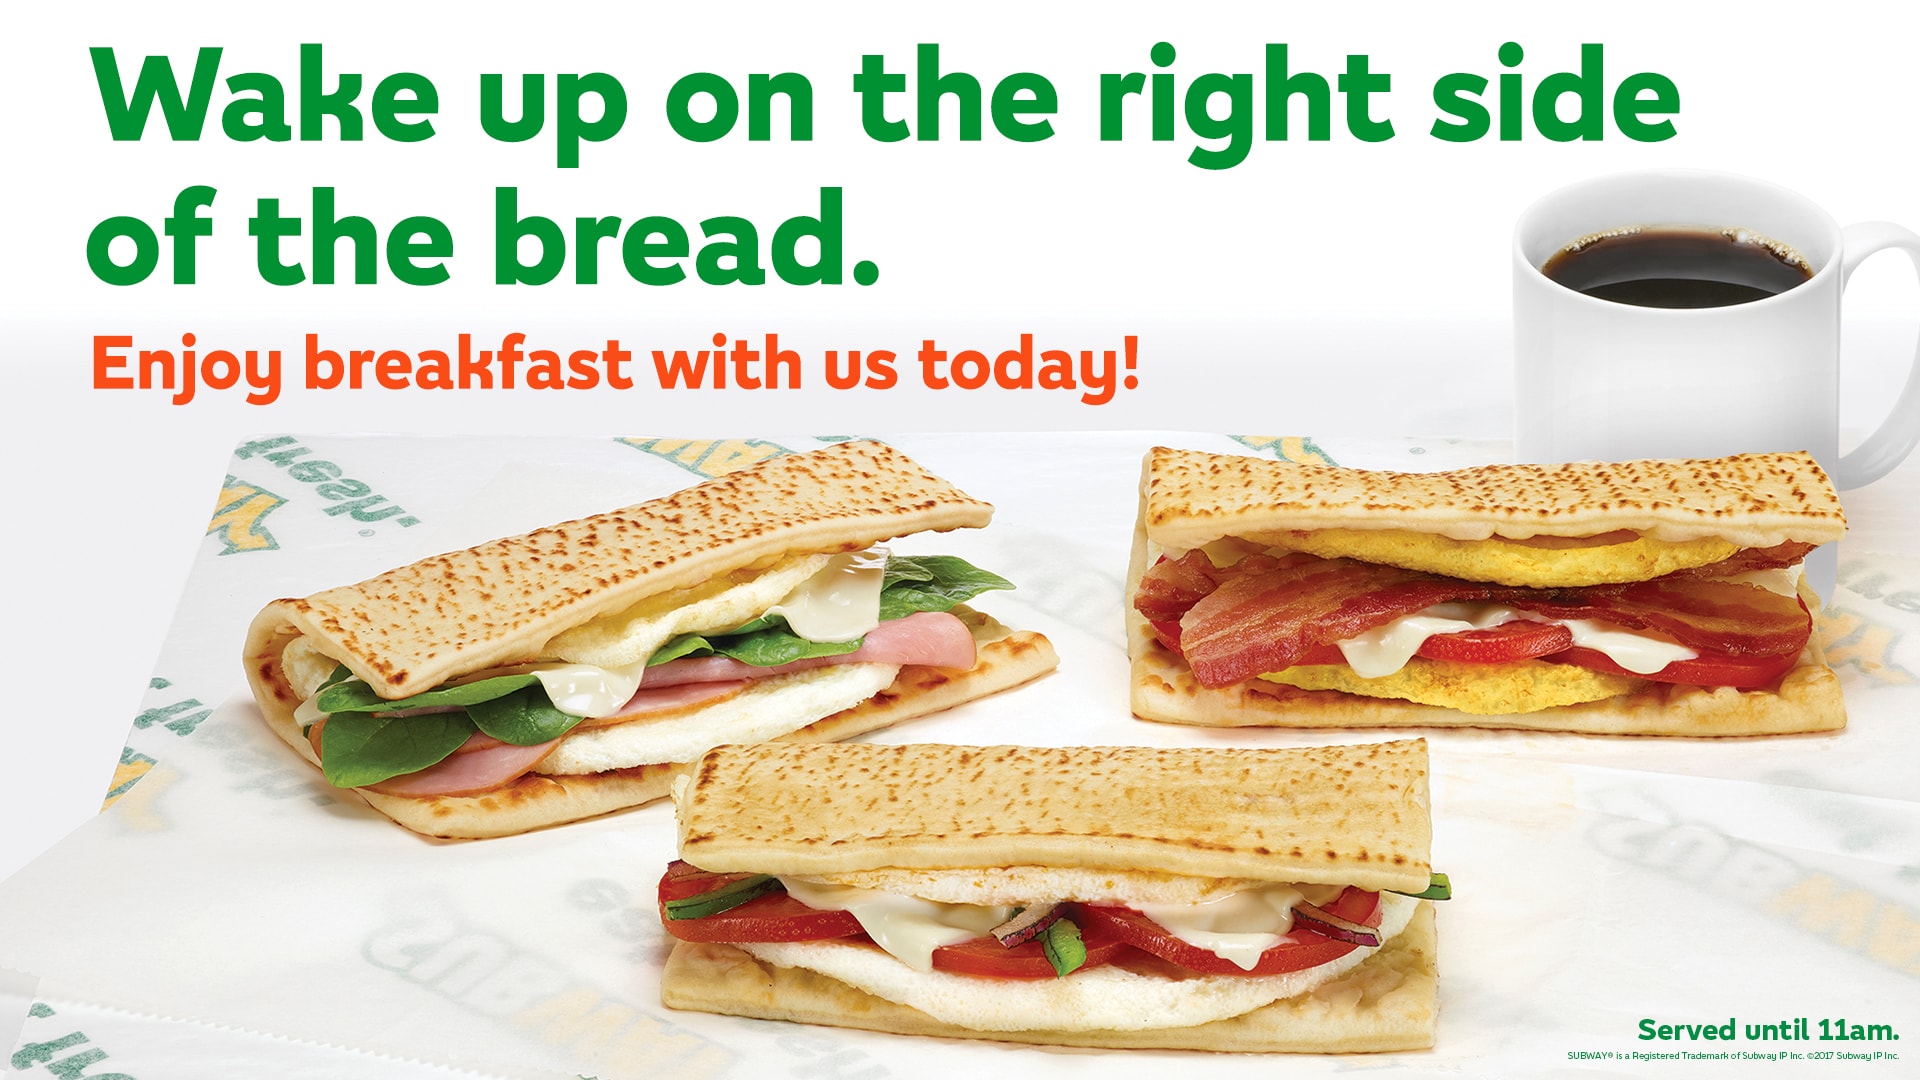 Wake up on the right side
of the bread.
Enjoy breakfast with us today!
Served until 11am.
SUBWAY® is a Registered Trademark of Subway IP Inc. ©2017 Subway IP Inc.